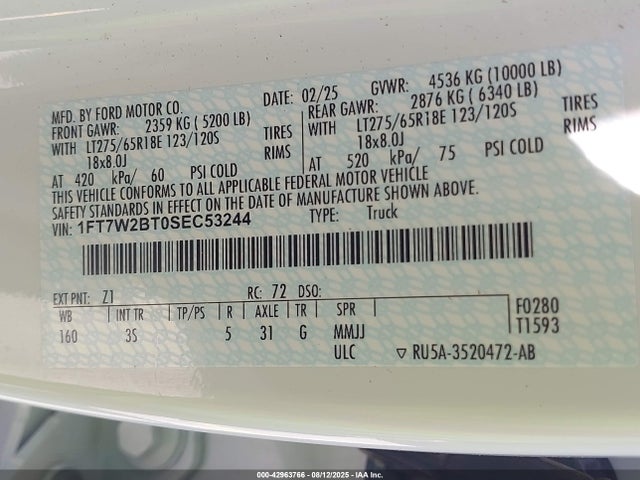 MFD. BY FORD MOTOR CO.
DATE: 02/25 GVWR: 4536 KG (10000 LB)
FRONT GAWR: 2359 KG (5200 LB)
REAR GAWR: 2876 KG (6340 LB)
WITH LT275/65R18E 123/120S TIRES
18x8.0J RIMS
AT 420 kPa/ 60 PSI COLD
WITH LT275/65R18E 123/120S TIRES
18x8.0J RIMS
AT 520 kPa/ 75 PSI COLD
THIS VEHICLE CONFORMS TO ALL APPLICABLE FEDERAL MOTOR VEHICLE
SAFETY STANDARDS IN EFFECT ON THE DATE OF MANUFACTURE SHOWN ABOVE.
VIN: 1FT7W2BT0SEC53244 TYPE: Truck
EXT PNT: Z1 RC: 72 DSO:
WB INT TR TP/PS R AXLE TR SPR
160 3S 5 31 G MMJJ
ULC
F0280
T1593
▽ RU5A-3520472-AB
000-42963766 - 08/12/2025 - IAAI.COM